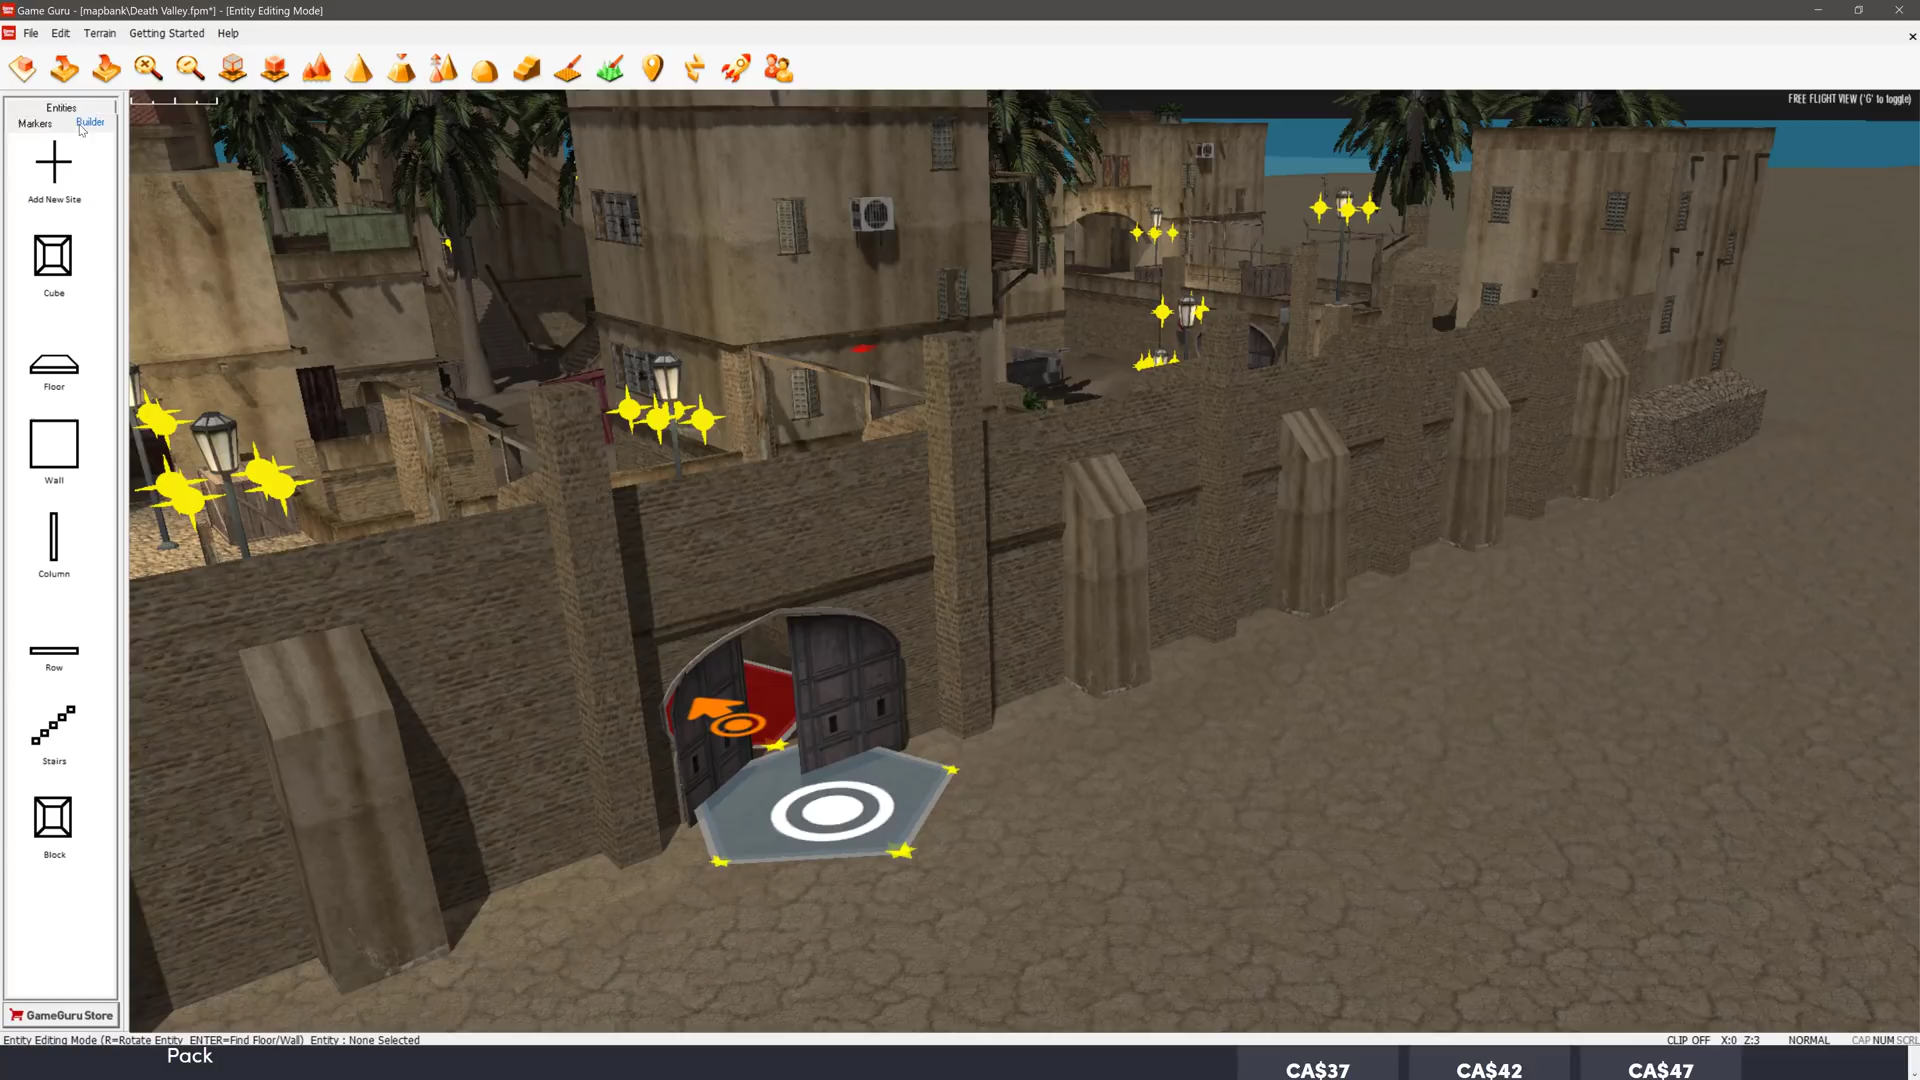 Game Guru - [mapbank\Death Valley.fpm*] - [Entity Editing Mode]
File Edit Terrain Getting Started Help
Entities
Markers Builder
FREE FLIGHT VIEW ('G' to toggle)
Add New Site
Cube
Floor
Wall
Column
Row
Stairs
Block
GameGuru Store
Entity Editing Mode (R=Rotate Entity ENTER=Find Floor/Wall) Entity : None Selected
CLIP OFF X:0 Z:3 NORMAL CAP NUM SCRL
Pack
CA$37 CA$42 CA$47